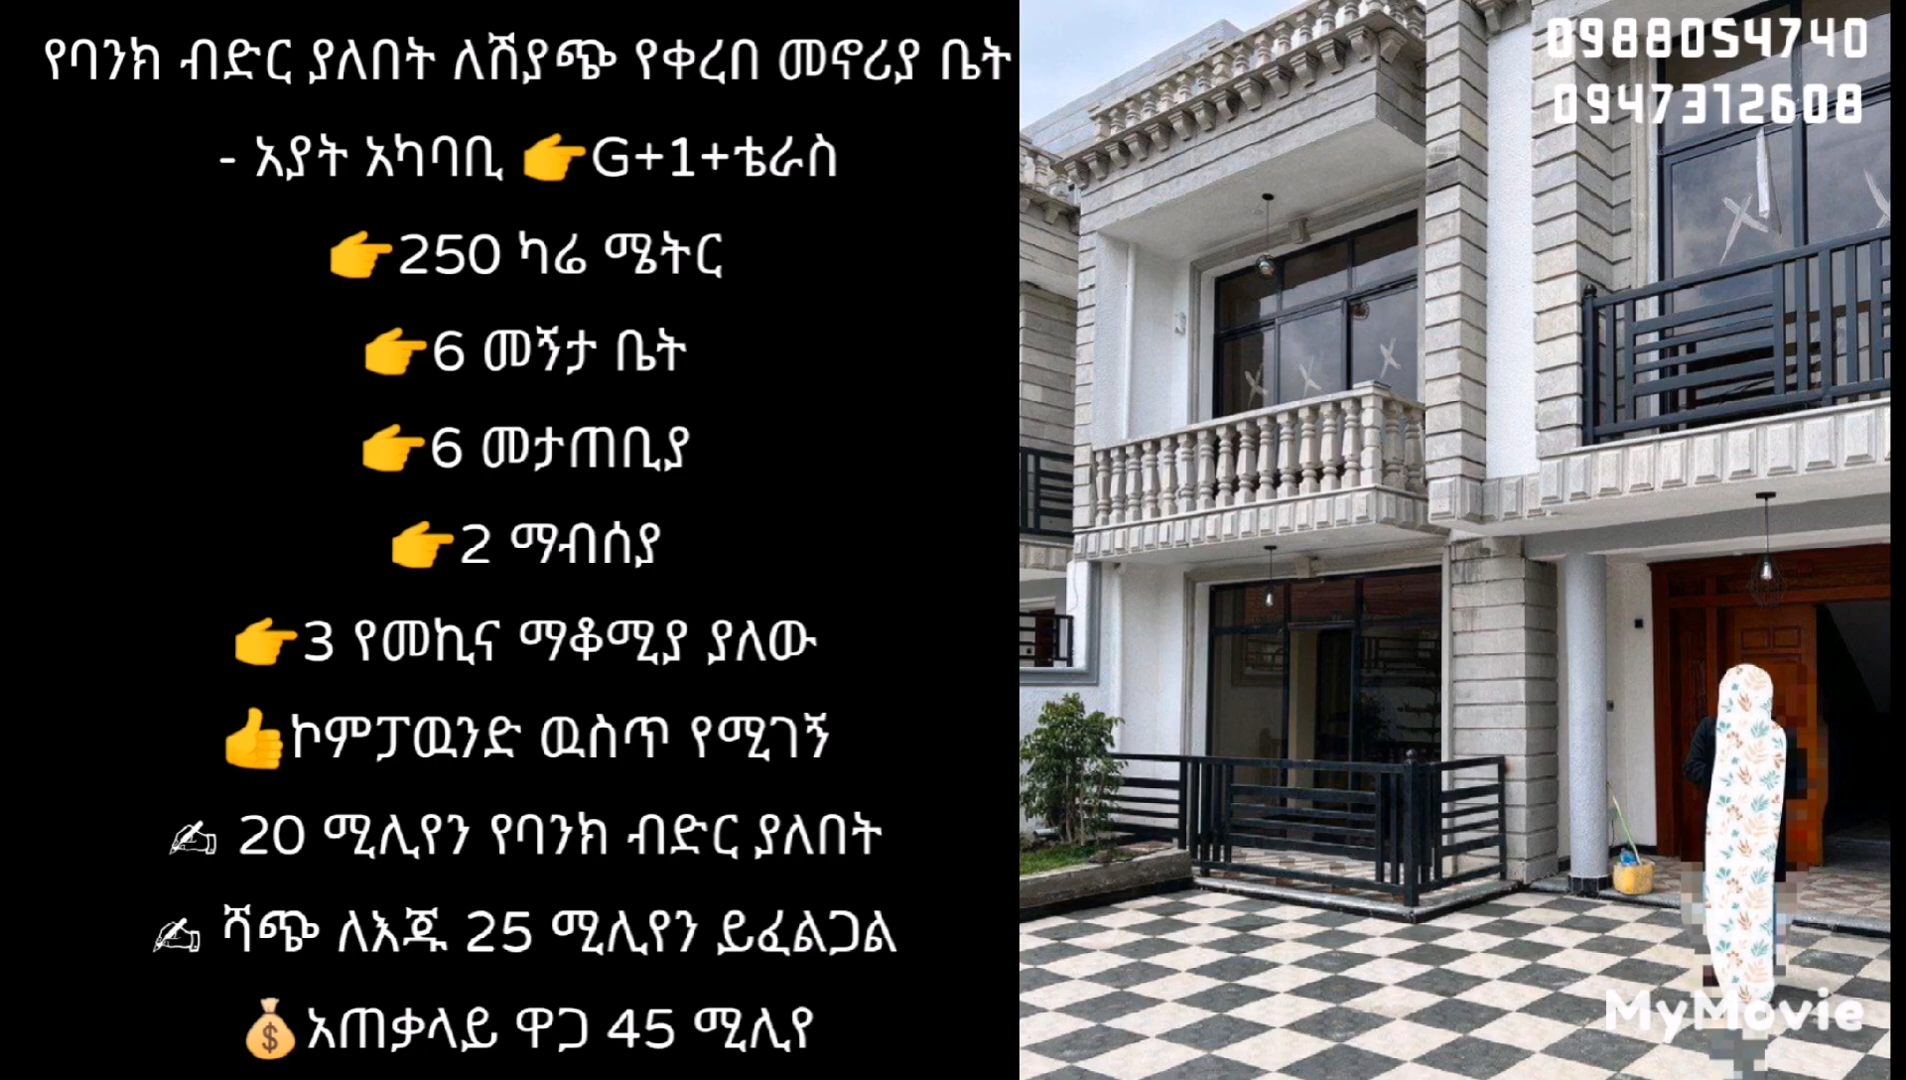 የባንክ ብድር ያለበት ለሽያጭ የቀረበ መኖሪያ ቤት
- አያት አካባቢ 👉G+1+ቴራስ
👉250 ካሬ ሜትር
👉6 መኝታ ቤት
👉6 መታጠቢያ
👉2 ማብሰያ
👉3 የመኪና ማቆሚያ ያለው
👍ኮምፓዉንድ ዉስጥ የሚገኝ
✍ 20 ሚሊየን የባንክ ብድር ያለበት
✍ ሻጭ ለእጁ 25 ሚሊየን ይፈልጋል
💰አጠቃላይ ዋጋ 45 ሚሊየ
0988054740
0947312608
MyMovie